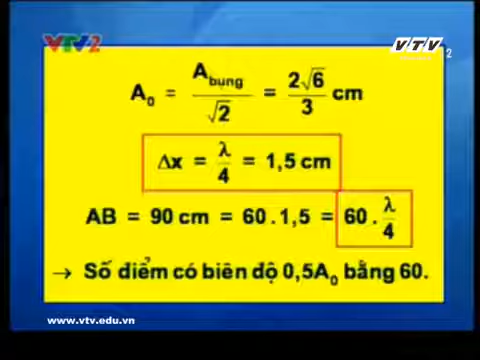 VTV2
VTV
2
A₀ = A_bụng / √2 = 2√6 / 3 cm
Δx = λ / 4 = 1,5 cm
AB = 90 cm = 60 . 1,5 = 60 . λ / 4
→ Số điểm có biên độ 0,5A₀ bằng 60.
www.vtv.edu.vn